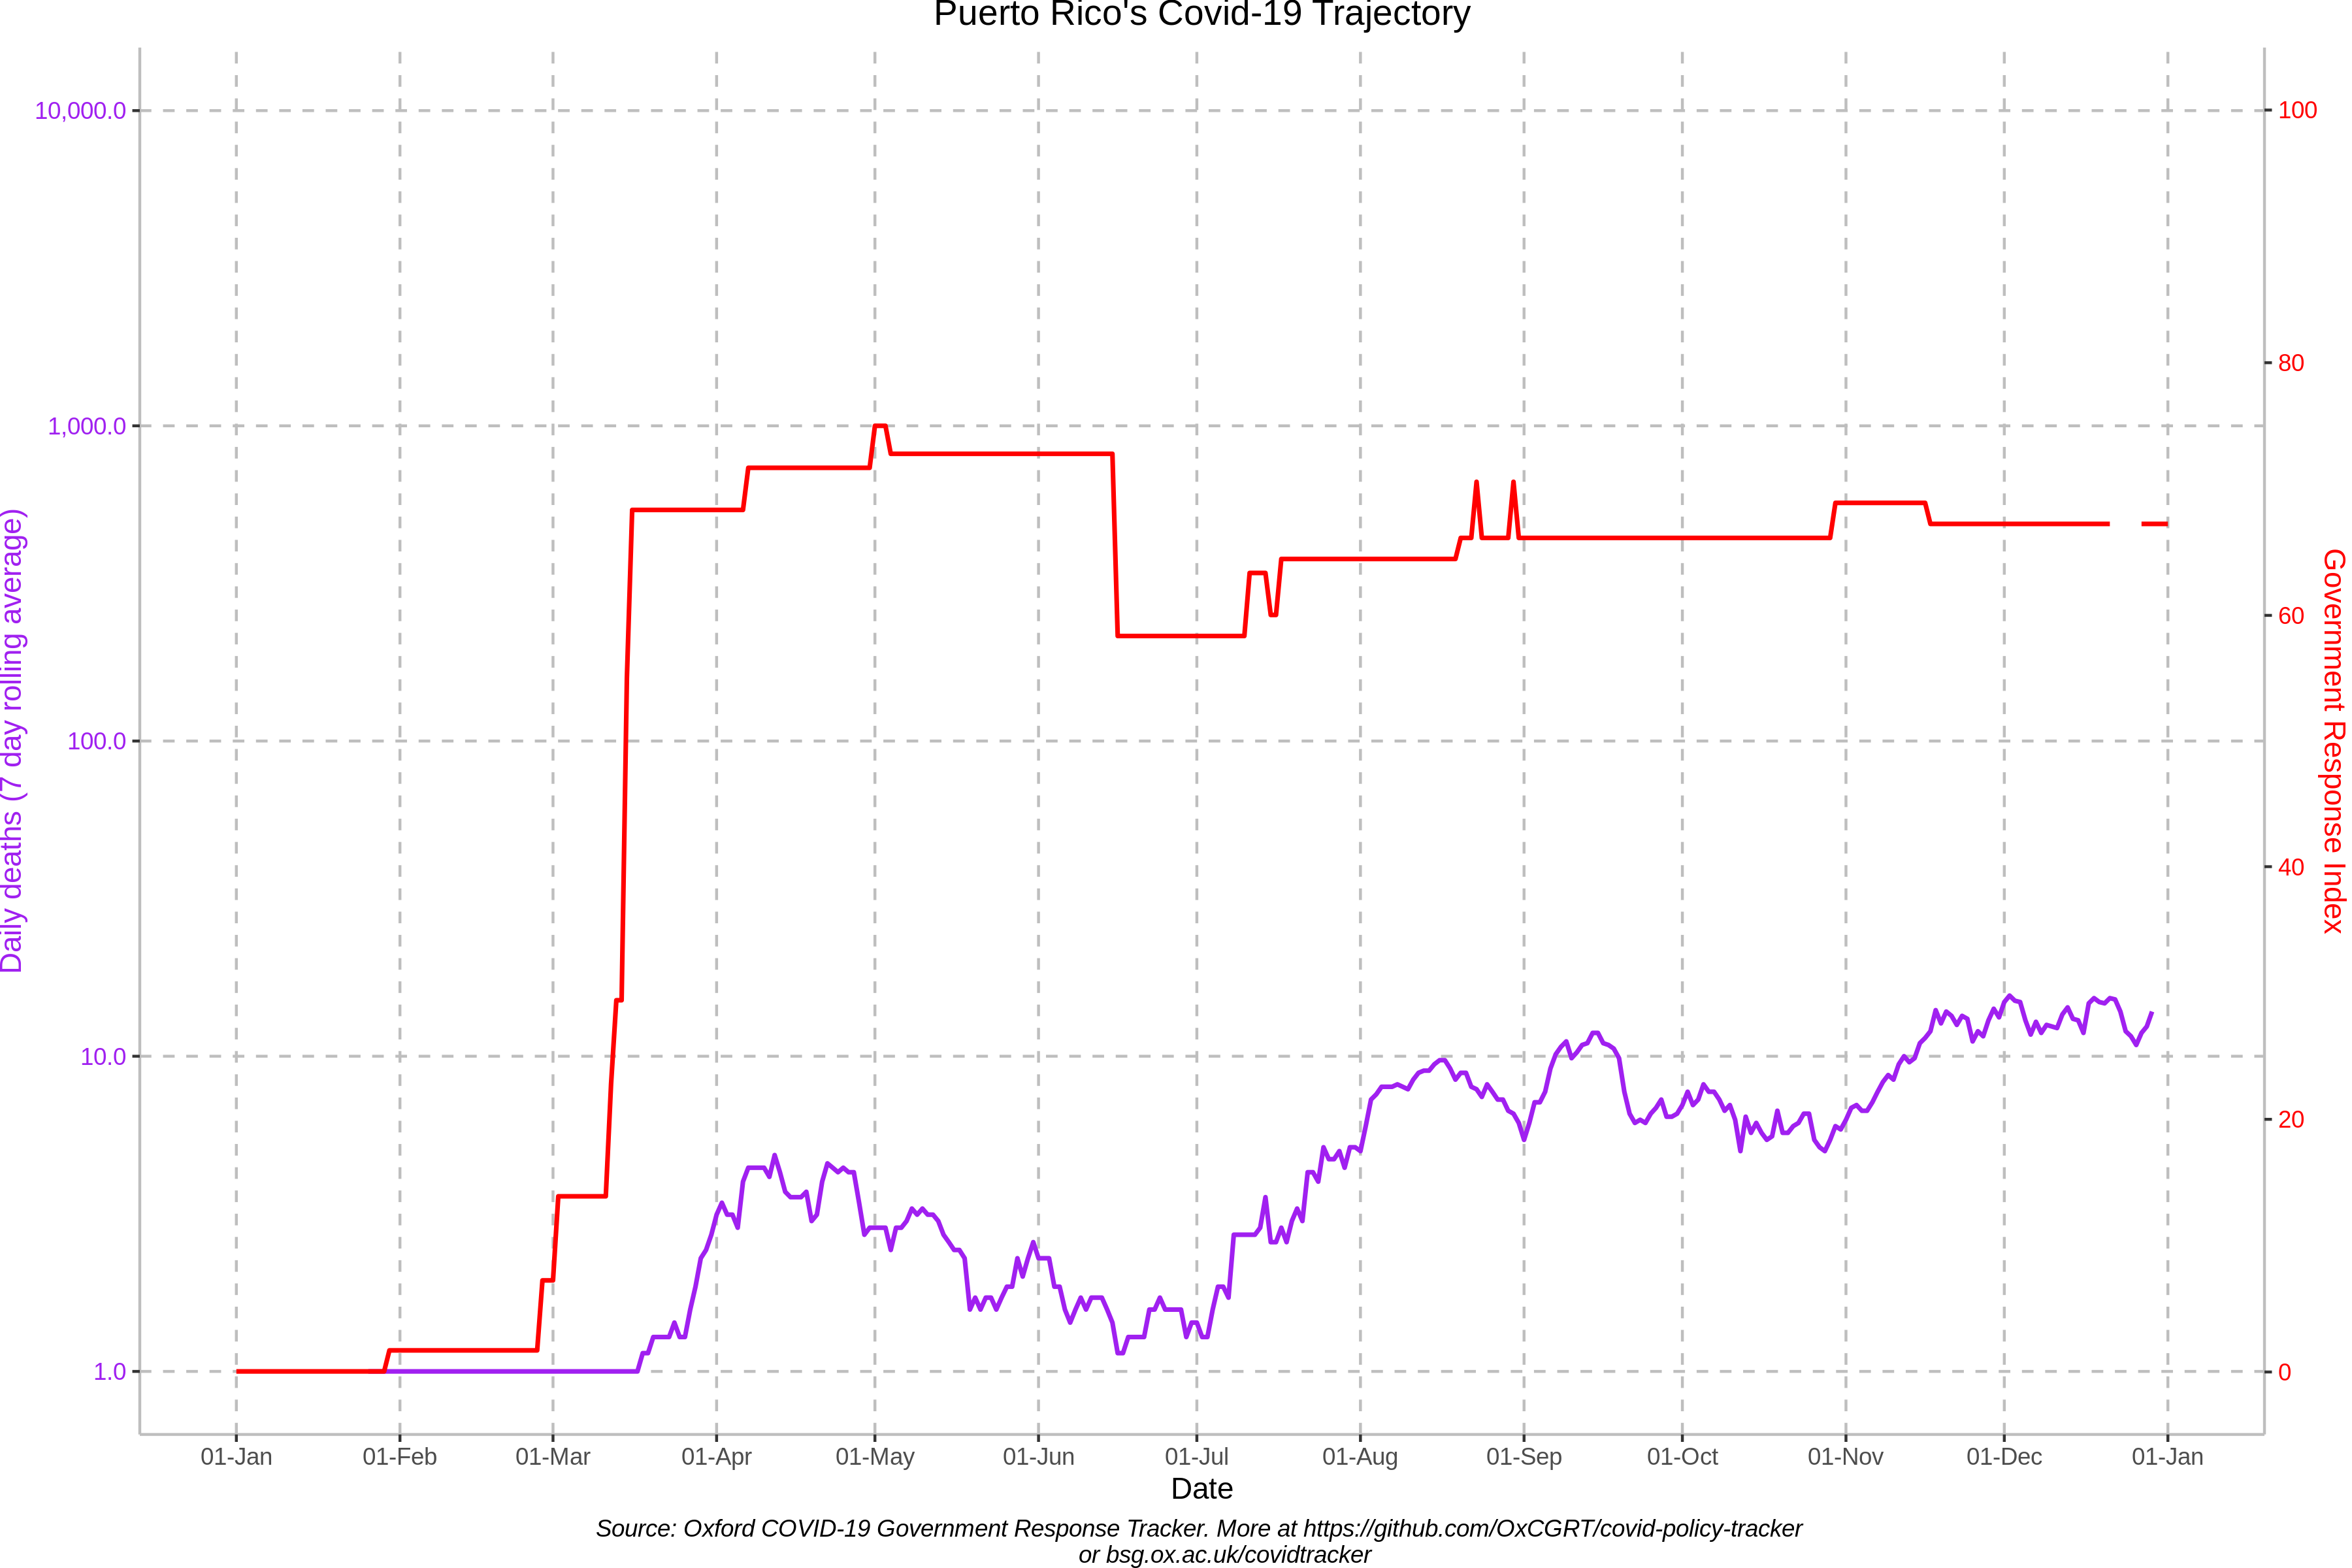 Puerto Rico's Covid-19 Trajectory
10,000.0
1,000.0
100.0
10.0
1.0
Daily deaths (7 day rolling average)
100
80
60
40
20
0
Government Response Index
01-Jan 01-Feb 01-Mar 01-Apr 01-May 01-Jun 01-Jul 01-Aug 01-Sep 01-Oct 01-Nov 01-Dec 01-Jan
Date
Source: Oxford COVID-19 Government Response Tracker. More at https://github.com/OxCGRT/covid-policy-tracker
or bsg.ox.ac.uk/covidtracker